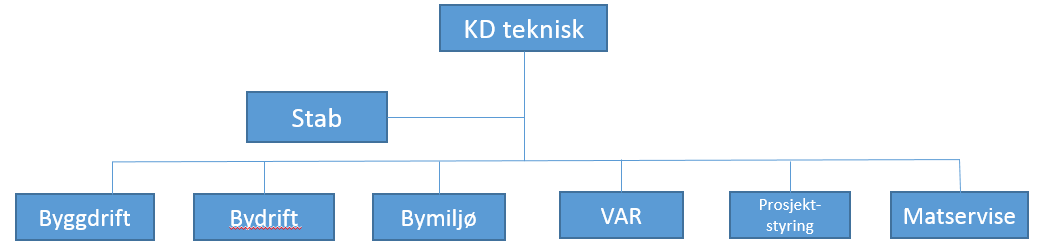 KD teknisk
Stab
Byggdrift
Bydrift
Bymiljø
VAR
Prosjekt-
styring
Matservise